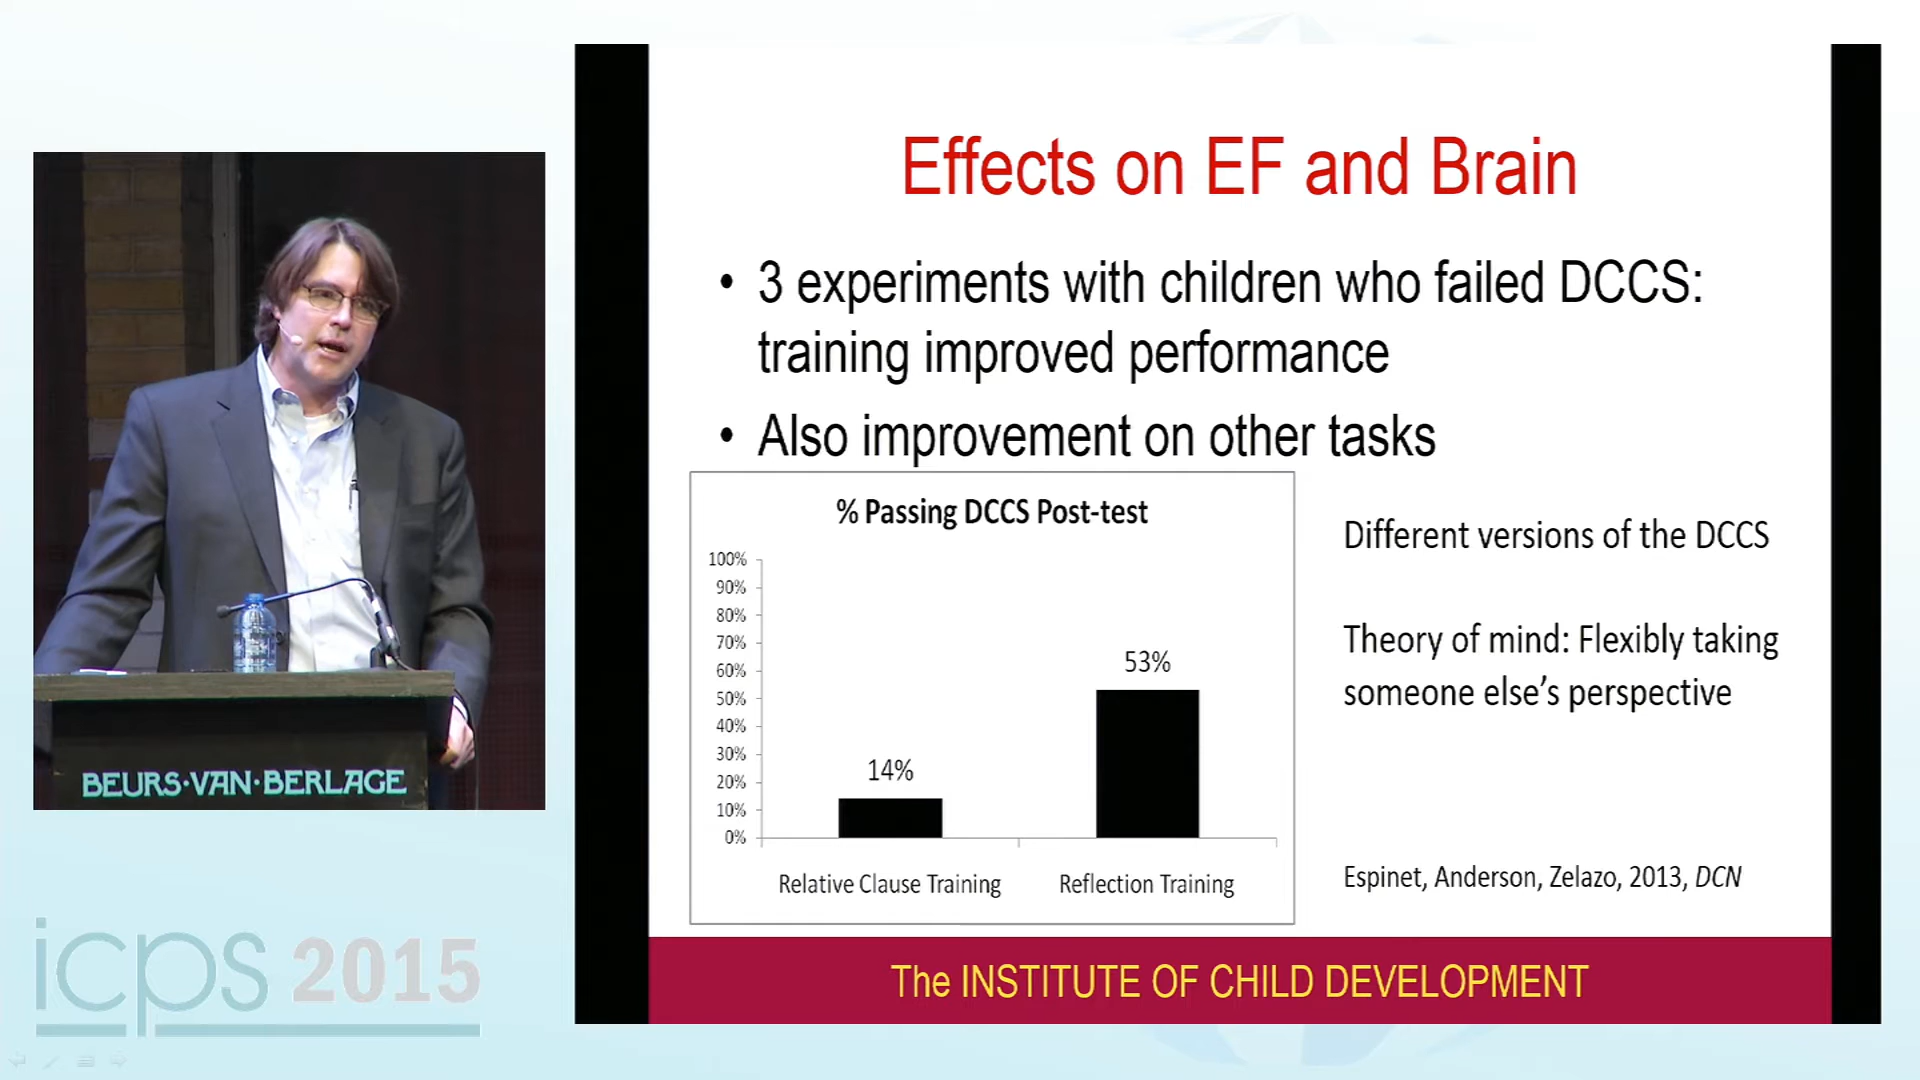 Effects on EF and Brain
• 3 experiments with children who failed DCCS:
training improved performance
• Also improvement on other tasks
% Passing DCCS Post-test
100%
90%
80%
70%
60%
50%
40%
30%
20%
10%
0%
14%
53%
Relative Clause Training
Reflection Training
Different versions of the DCCS
Theory of mind: Flexibly taking
someone else's perspective
Espinet, Anderson, Zelazo, 2013, DCN
The INSTITUTE OF CHILD DEVELOPMENT
BEURS·VAN·BERLAGE
icps 2015